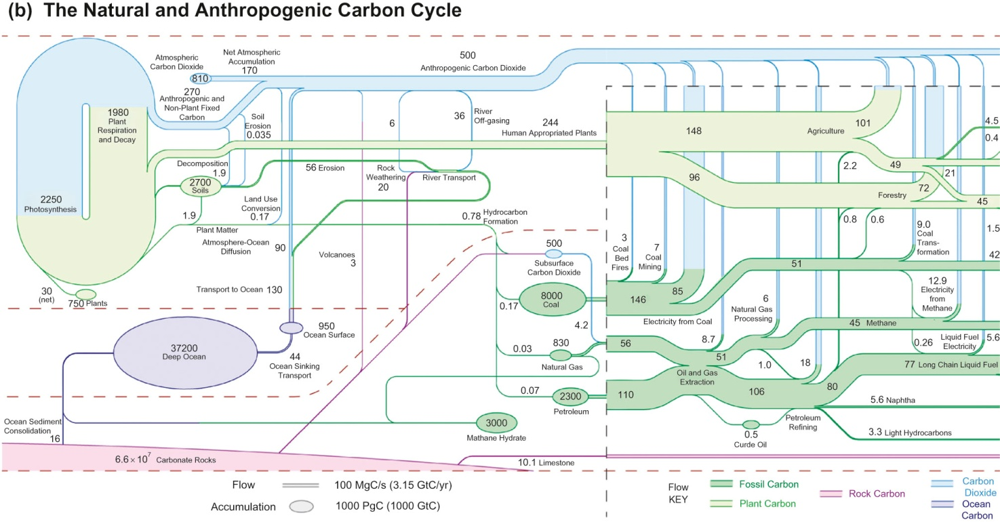 (b) The Natural and Anthropogenic Carbon Cycle
Atmospheric
Carbon Dioxide
810
Net Atmospheric
Accumulation
170
500
Anthropogenic Carbon Dioxide
270
Anthropogenic and
Non-Plant Fixed
Carbon
1980
Plant
Respiration
and Decay
Soil
Erosion
0.035
6
36
River
Off-gasing
244
Human Appropriated Plants
Decomposition
1.9
2700
Soils
56 Erosion
Rock
Weathering
20
River Transport
2250
Photosynthesis
Land Use
Conversion
0.17
1.9
Plant Matter
0.78
Hydrocarbon
Formation
Atmosphere-Ocean
Diffusion
90
Volcanoes
3
500
Subsurface
Carbon Dioxide
30
(net)
750 Plants
Transport to Ocean 130
8000
Coal
0.17
4.2
950
Ocean Surface
37200
Deep Ocean
44
Ocean Sinking
Transport
0.03
830
Natural Gas
0.07
2300
Petroleum
3000
Mathane Hydrate
Ocean Sediment
Consolidation
16
6.6 × 10⁷ Carbonate Rocks
10.1 Limestone
148
Agriculture
101
4.5
0.4
96
2.2
49
21
72
Forestry
45
0.8
0.6
3
Coal
Bed
Fires
7
Coal
Mining
9.0
Coal
Trans-
formation
1.5
51
42
146
85
Electricity from Coal
12.9
Electricity
from
Methane
6
Natural Gas
Processing
45 Methane
56
8.7
51
0.26
Liquid Fuel
Electricity
5.6
1.0
18
77 Long Chain Liquid Fuel
Oil and Gas
Extraction
110
106
80
5.6 Naphtha
Petroleum
Refining
0.5
Curde Oil
3.3 Light Hydrocarbons
Flow
100 MgC/s (3.15 GtC/yr)
Accumulation
1000 PgC (1000 GtC)
Flow
KEY
Fossil Carbon
Plant Carbon
Rock Carbon
Carbon
Dioxide
Ocean
Carbon